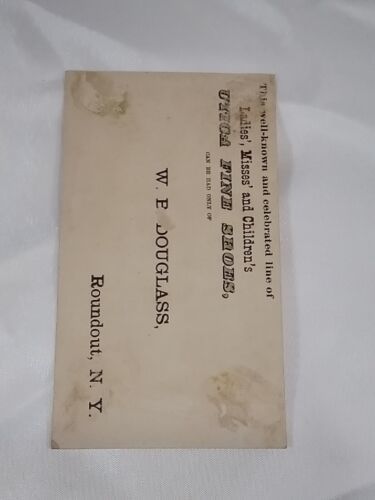 This well-known and celebrated line of
Ladies', Misses' and Children's
UTICA FINE SHOES,
CAN BE HAD ONLY OF
W. E. DOUGLASS,
Roundout, N. Y.